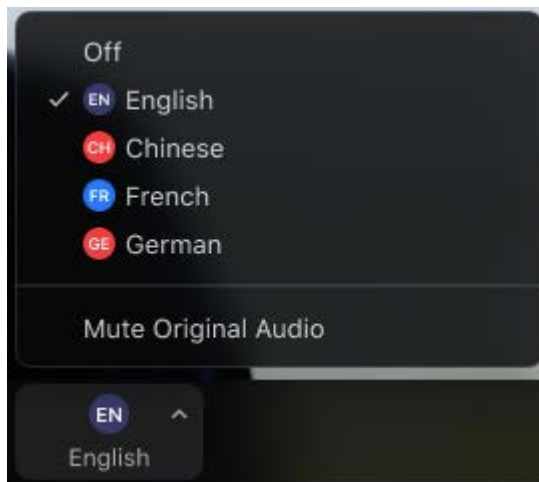 Off
EN English
CH Chinese
FR French
GE German
Mute Original Audio
EN
English